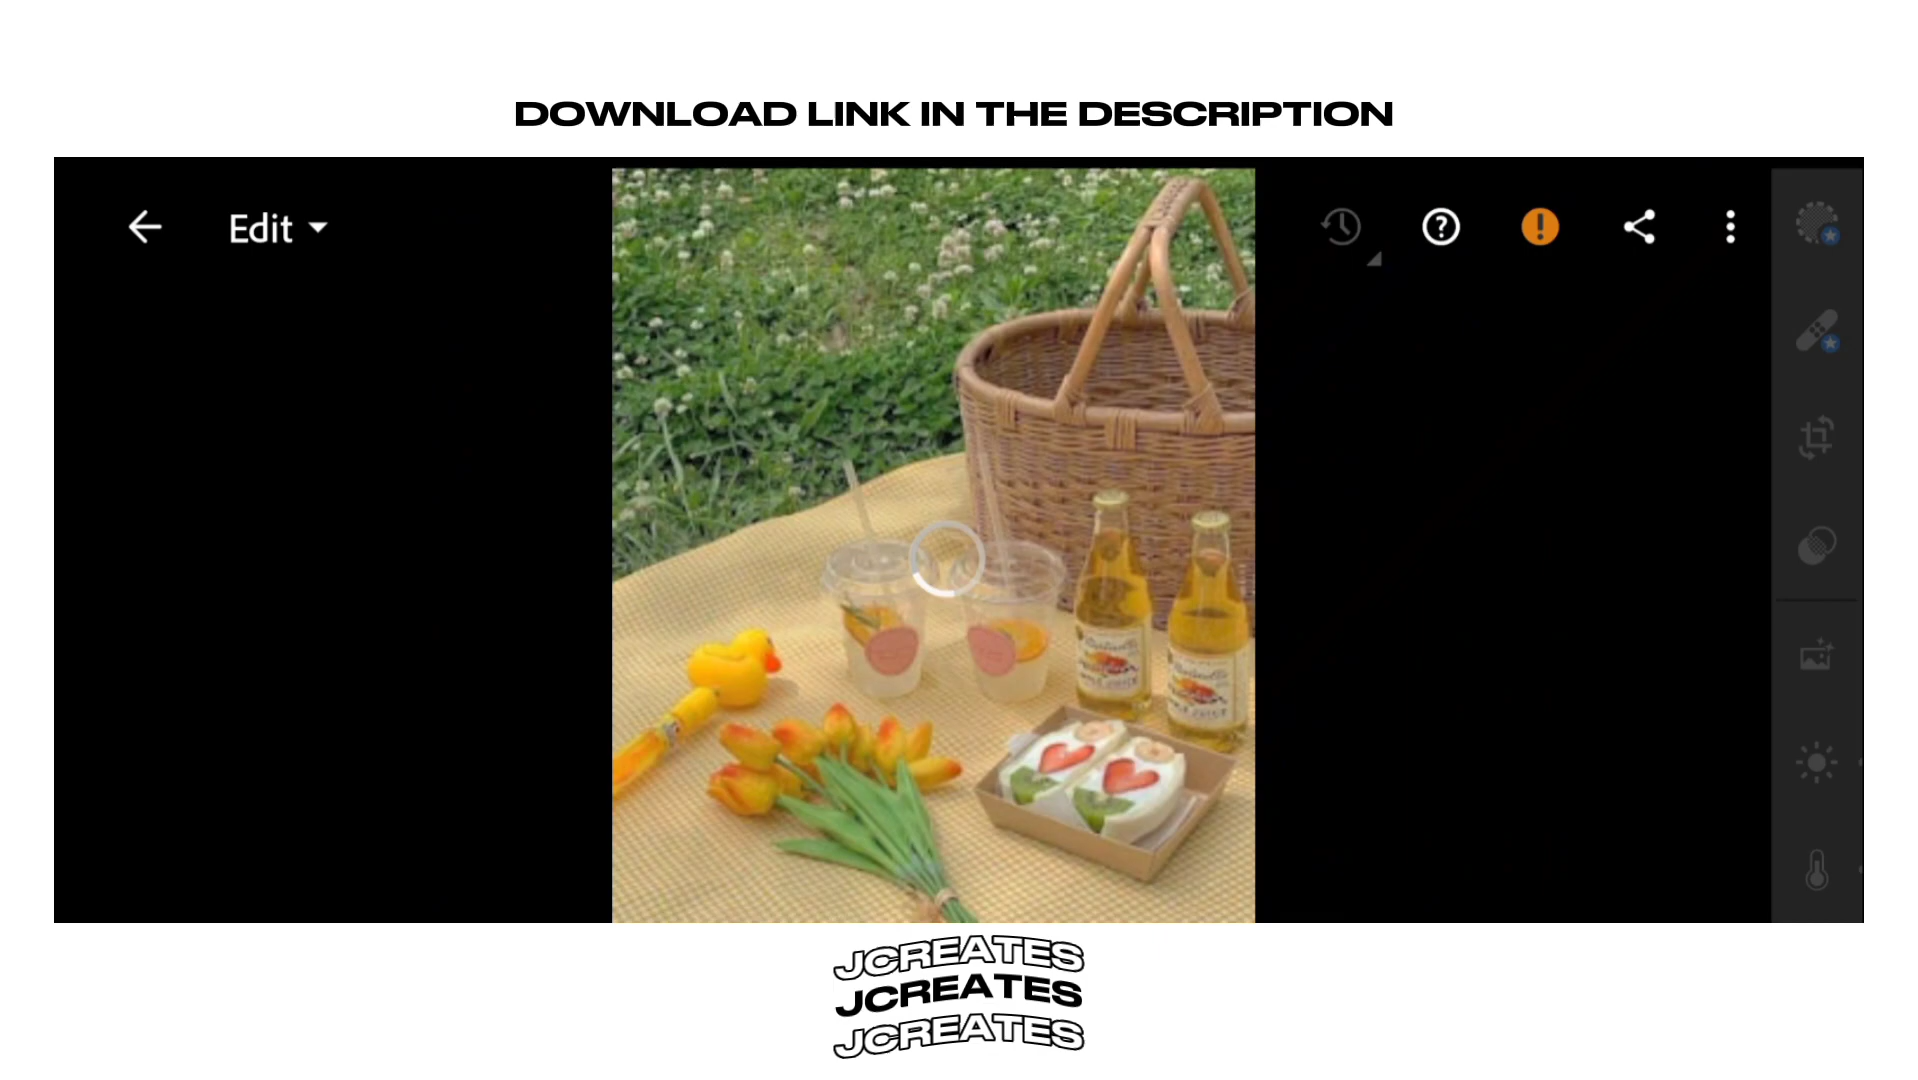 DOWNLOAD LINK IN THE DESCRIPTION
Edit
JCREATES
JCREATES
JCREATES